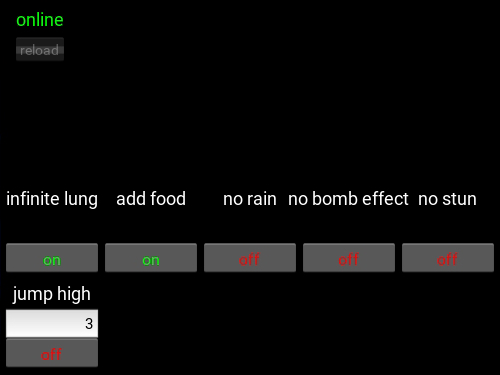 online
reload
infinite lung add food no rain no bomb effect no stun
on on off off off
jump high
3
off